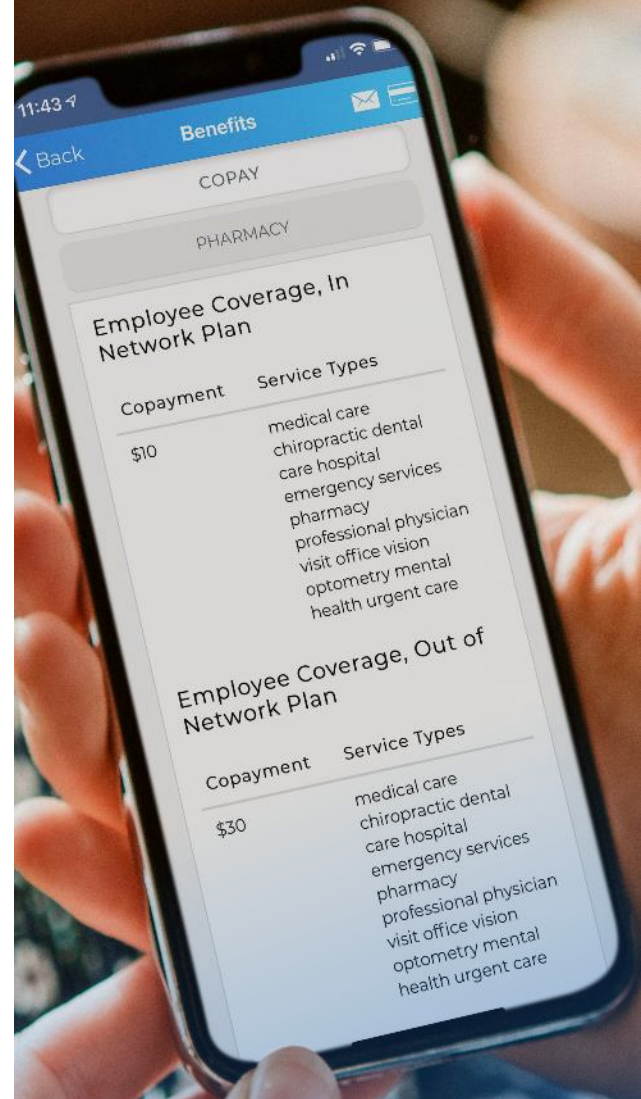 11:43
Back
Benefits
COPAY
PHARMACY
Employee Coverage, In
Network Plan
Copayment Service Types
$10
medical care
chiropractic dental
care hospital
emergency services
pharmacy
professional physician
visit office vision
optometry mental
health urgent care
Employee Coverage, Out of
Network Plan
Copayment Service Types
$30
medical care
chiropractic dental
care hospital
emergency services
pharmacy
professional physician
visit office vision
optometry mental
health urgent care